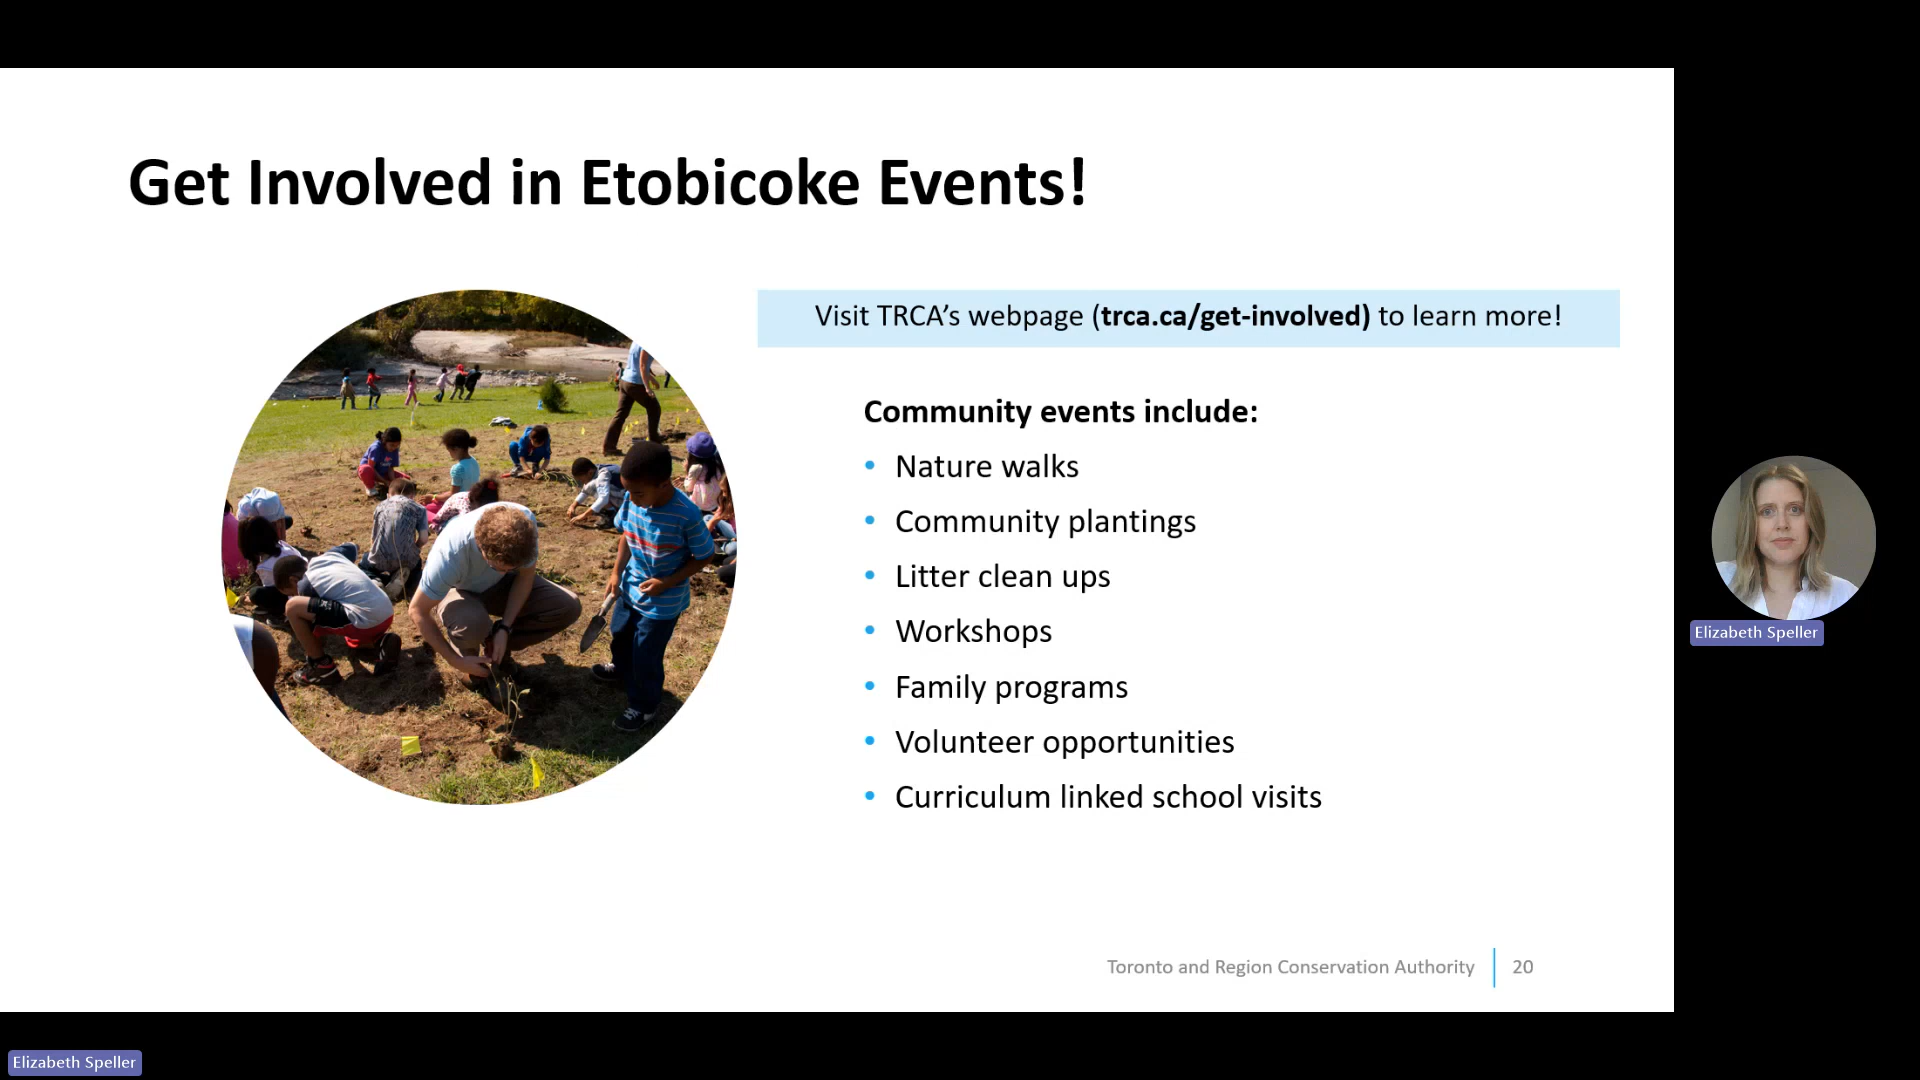 Get Involved in Etobicoke Events!
Visit TRCA’s webpage (trca.ca/get-involved) to learn more!
Community events include:
• Nature walks
• Community plantings
• Litter clean ups
• Workshops
• Family programs
• Volunteer opportunities
• Curriculum linked school visits
Toronto and Region Conservation Authority | 20
Elizabeth Speller
Elizabeth Speller